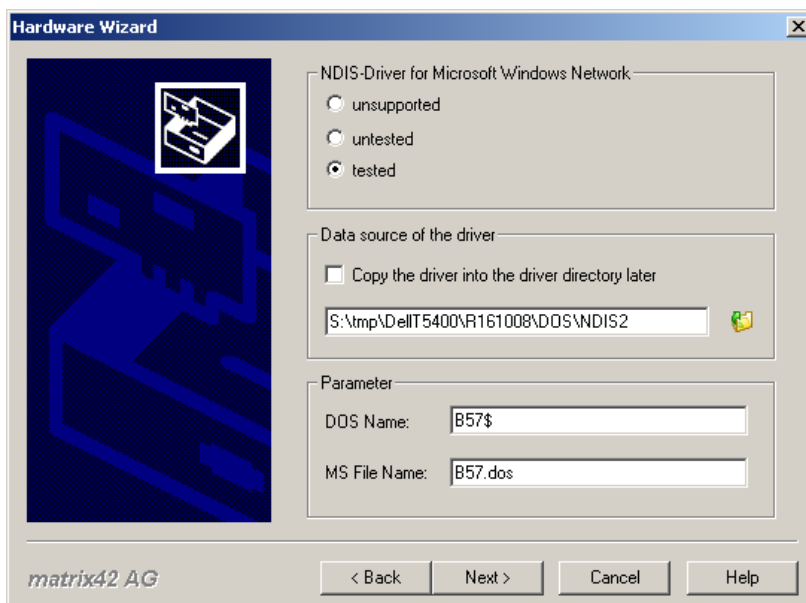 Hardware Wizard
NDIS-Driver for Microsoft Windows Network
unsupported
untested
tested
Data source of the driver
Copy the driver into the driver directory later
S:\tmp\DellT5400\R161008\DOS\NDIS2
Parameter
DOS Name: B57$
MS File Name: B57.dos
matrix42 AG < Back Next > Cancel Help